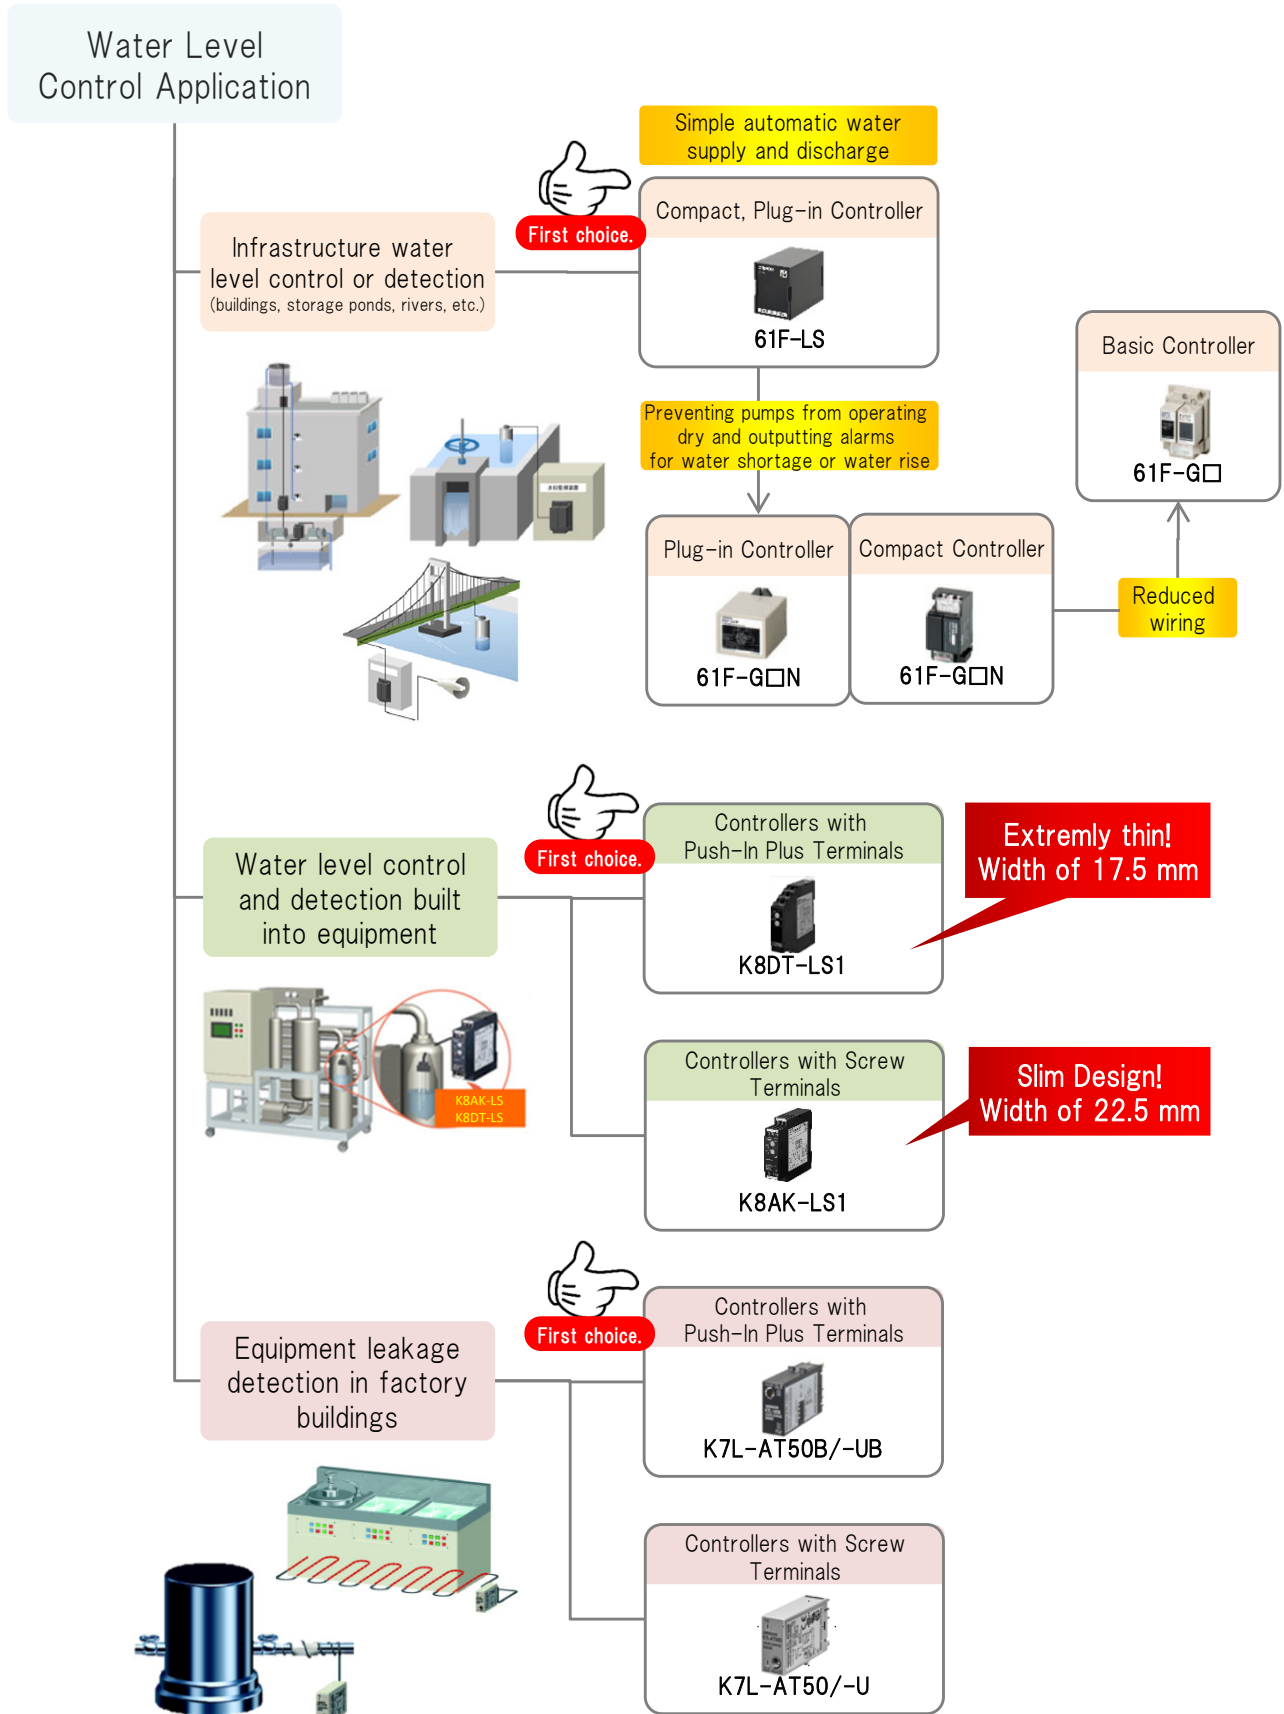 Water Level
Control Application
Simple automatic water
supply and discharge
First choice.
Compact, Plug-in Controller
61F-LS
Infrastructure water
level control or detection
(buildings, storage ponds, rivers, etc.)
Preventing pumps from operating
dry and outputting alarms
for water shortage or water rise
Basic Controller
61F-G□
Plug-in Controller
61F-G□N
Compact Controller
61F-G□N
Reduced
wiring
First choice.
Controllers with
Push-In Plus Terminals
K8DT-LS1
Extremly thin!
Width of 17.5 mm
Water level control
and detection built
into equipment
K8AK-LS
K8DT-LS
Controllers with Screw
Terminals
K8AK-LS1
Slim Design!
Width of 22.5 mm
First choice.
Controllers with
Push-In Plus Terminals
K7L-AT50B/-UB
Equipment leakage
detection in factory
buildings
Controllers with Screw
Terminals
K7L-AT50/-U